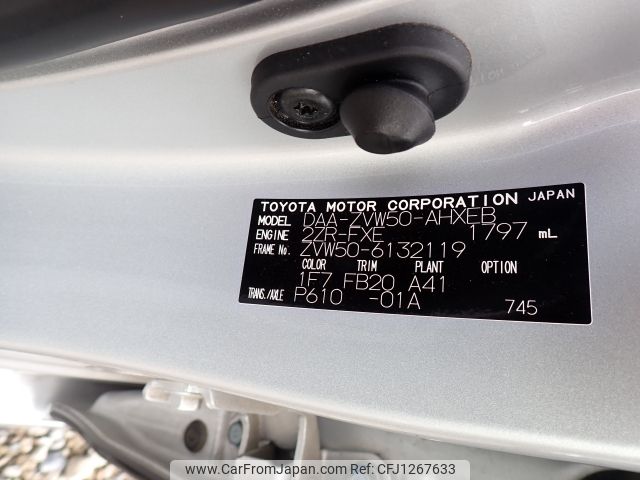 TOYOTA MOTOR CORPORATION JAPAN
MODEL DAA-ZVW50-AHXEB
ENGINE 2ZR-FXE 1797 mL
FRAME No. ZVW50-6132119
COLOR TRIM PLANT OPTION
1F7 FB20 A41
TRANS./AXLE P610 -01A 745
www.CarFromJapan.com | © CarFromJapan | CFJ1267633